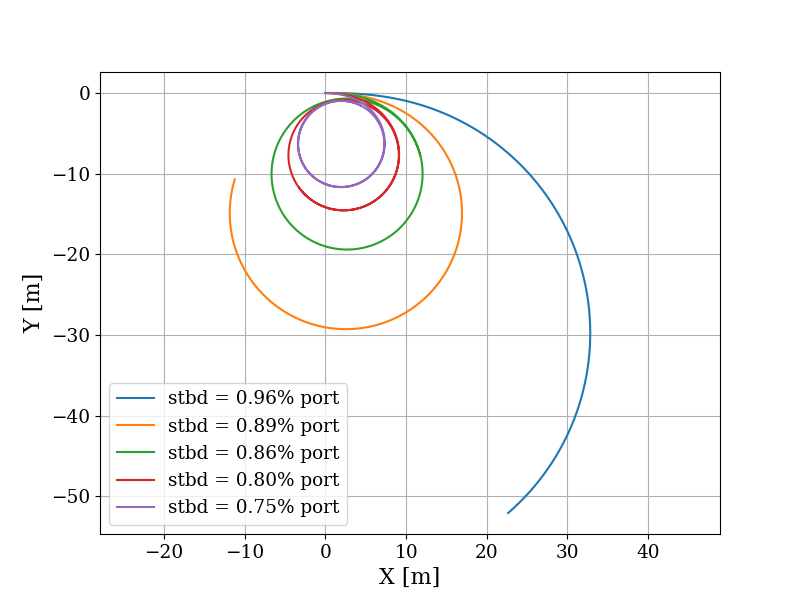 0
−10
−20
−30
−40
−50
Y [m]
stbd = 0.96% port
stbd = 0.89% port
stbd = 0.86% port
stbd = 0.80% port
stbd = 0.75% port
−20
−10
0
10
20
30
40
X [m]